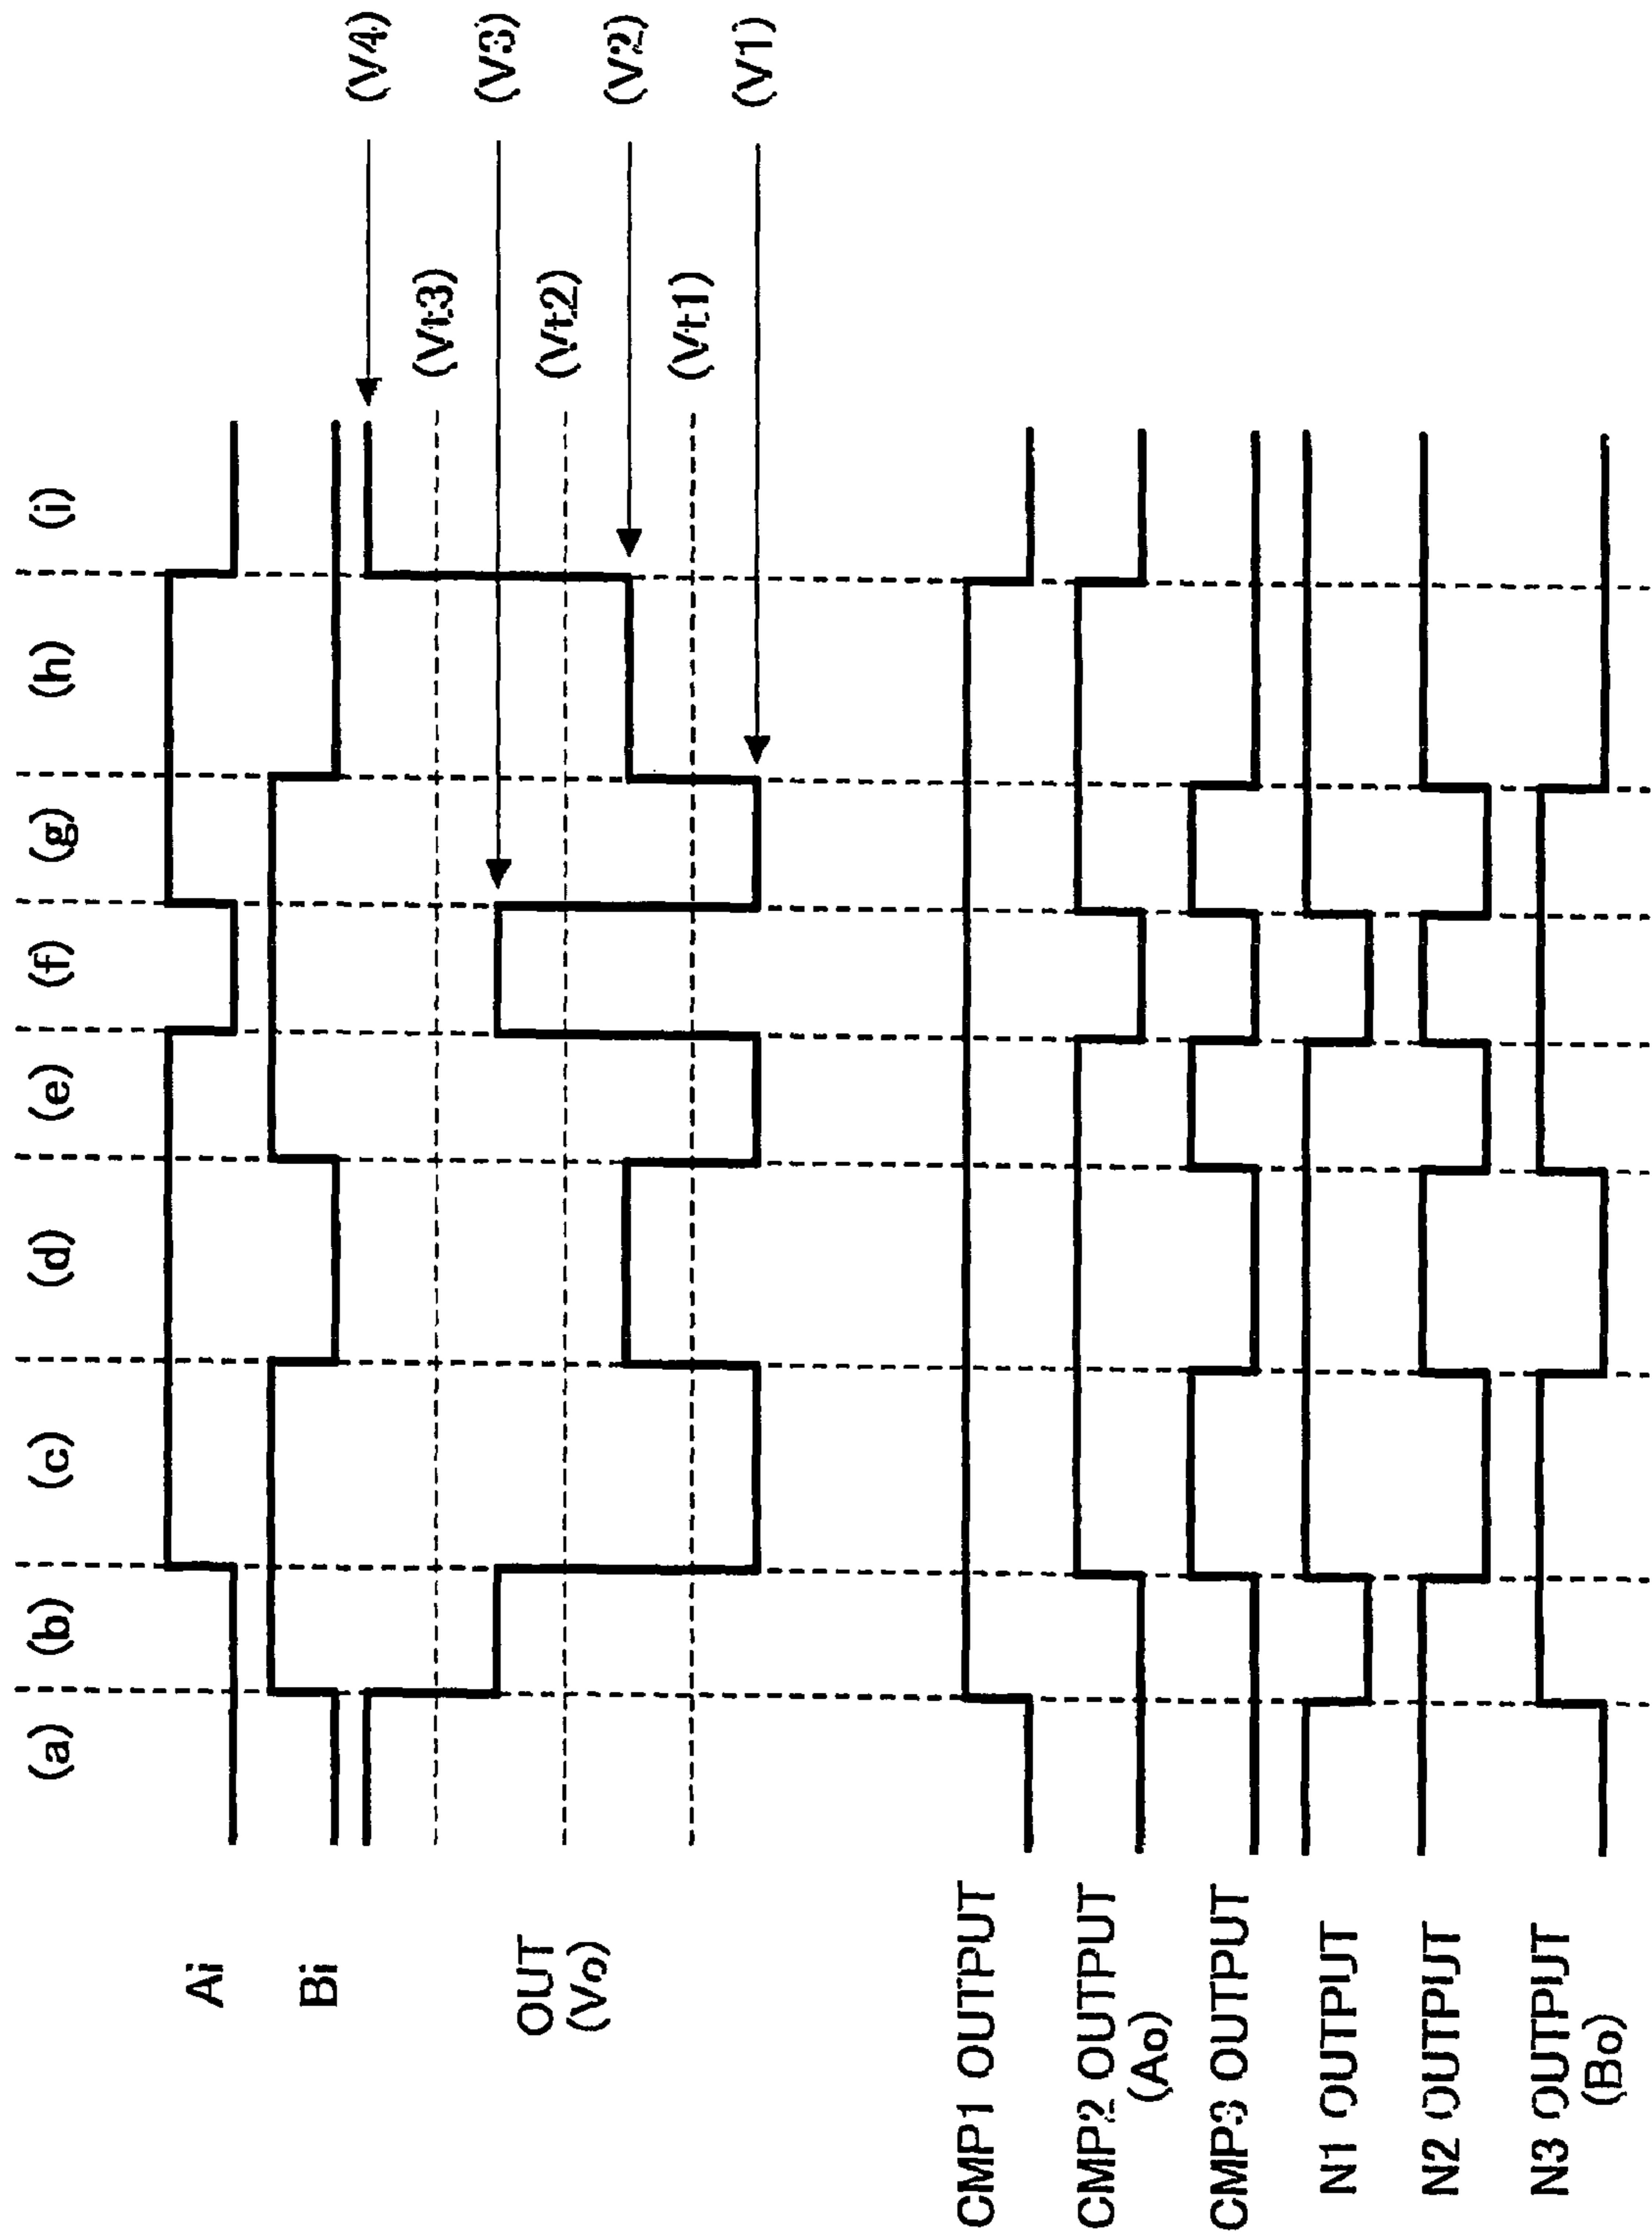 (a) (b) (c) (d) (e) (f) (g) (h) (i)
Ai
Bi
OUT
(Vo)
(V4)
(Vt3)
(V3)
(Vt2)
(V2)
(Vt1)
(V1)
CMP1 OUTPUT
CMP2 OUTPUT
(Ao)
CMP3 OUTPUT
N1 OUTPUT
N2 OUTPUT
N3 OUTPUT
(Bo)